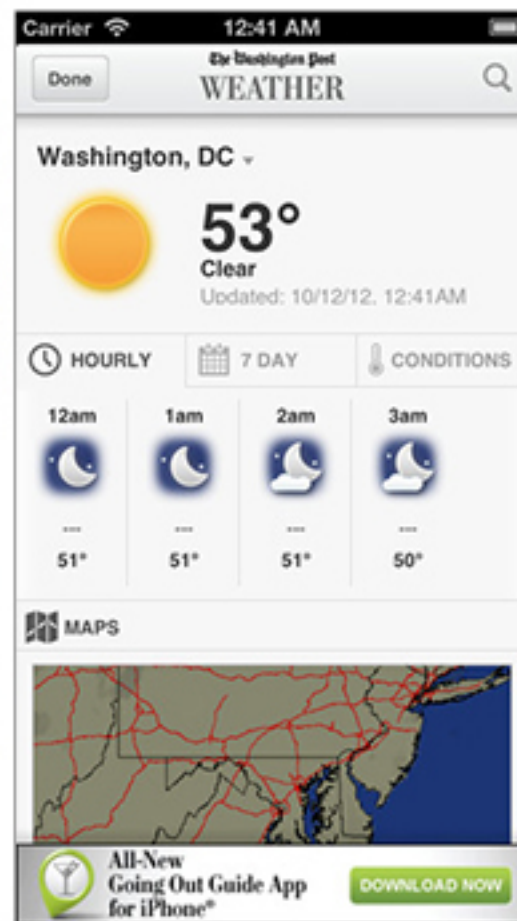 Carrier 12:41 AM
Done
The Washington Post
WEATHER
Washington, DC
53°
Clear
Updated: 10/12/12. 12:41AM
HOURLY 7 DAY CONDITIONS
12am 1am 2am 3am
--- --- --- ---
51° 51° 51° 50°
MAPS
All-New
Going Out Guide App
for iPhone®
DOWNLOAD NOW